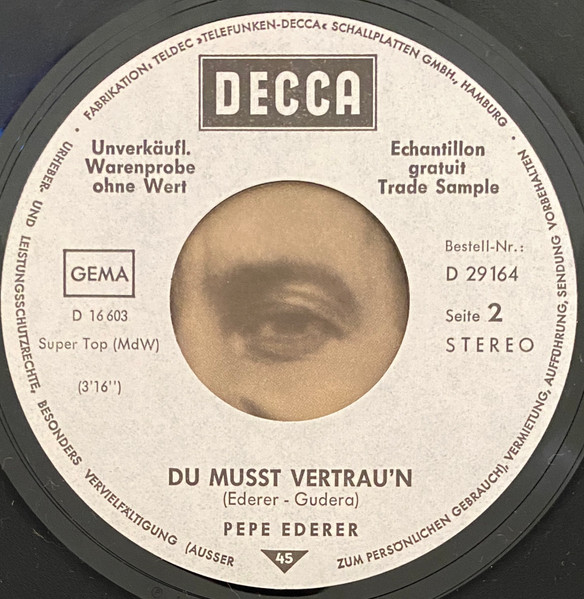 FABRIKATION: TELDEC »TELEFUNKEN-DECCA« SCHALLPLATTEN GMBH, HAMBURG •
URHEBER- UND LEISTUNGSSCHUTZRECHTE, BESONDERS VERVIELFÄLTIGUNG (AUSSER ZUM PERSÖNLICHEN GEBRAUCH), VERMIETUNG, AUFFÜHRUNG, SENDUNG VORBEHALTEN •
DECCA
Unverkäufl.
Warenprobe
ohne Wert
Echantillon
gratuit
Trade Sample
GEMA
D 16 603
Super Top (MdW)
(3'16'')
Bestell-Nr.:
D 29 164
Seite 2
STEREO
DU MUSST VERTRAU'N
(Ederer - Gudera)
PEPE EDERER
45